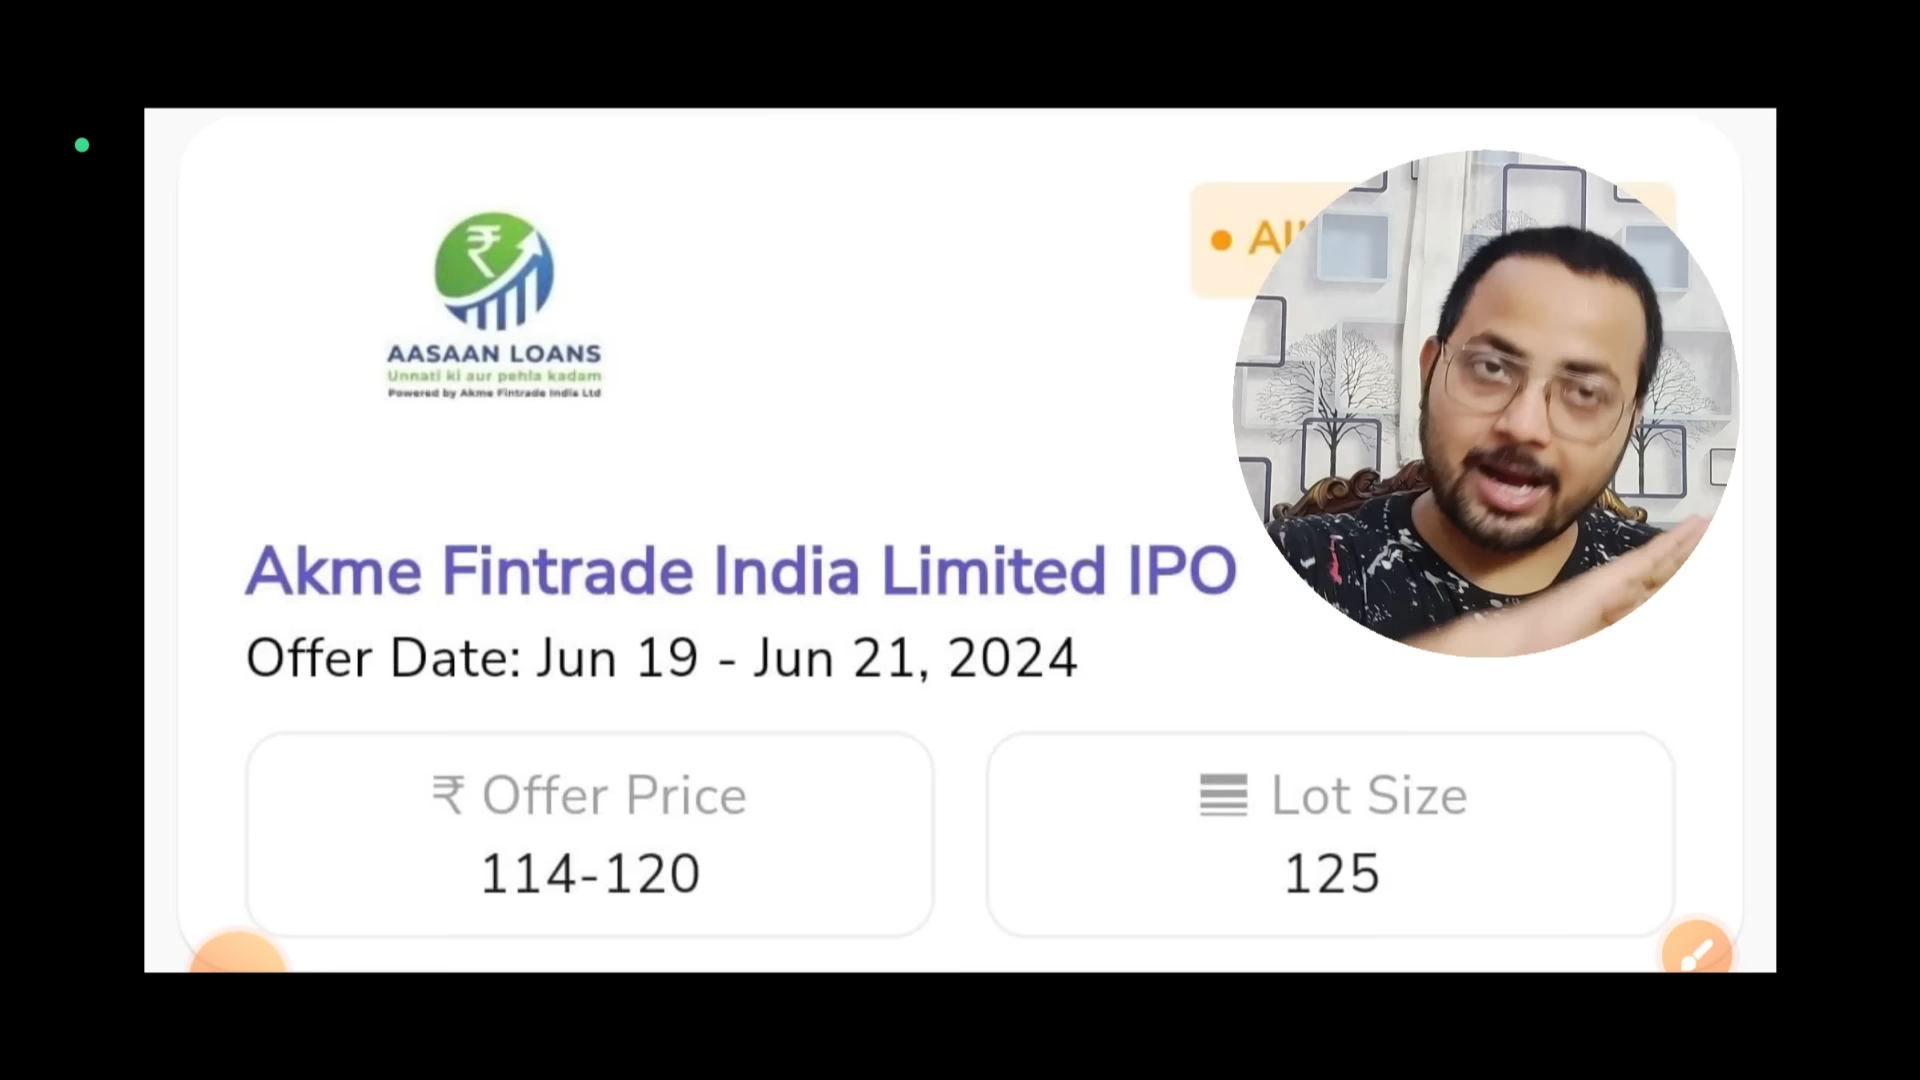 AASAAN LOANS
Unnati ki aur pehla kadam
Powered by Akme Fintrade India Ltd
Akme Fintrade India Limited IPO
Offer Date: Jun 19 - Jun 21, 2024
₹ Offer Price
114-120
Lot Size
125